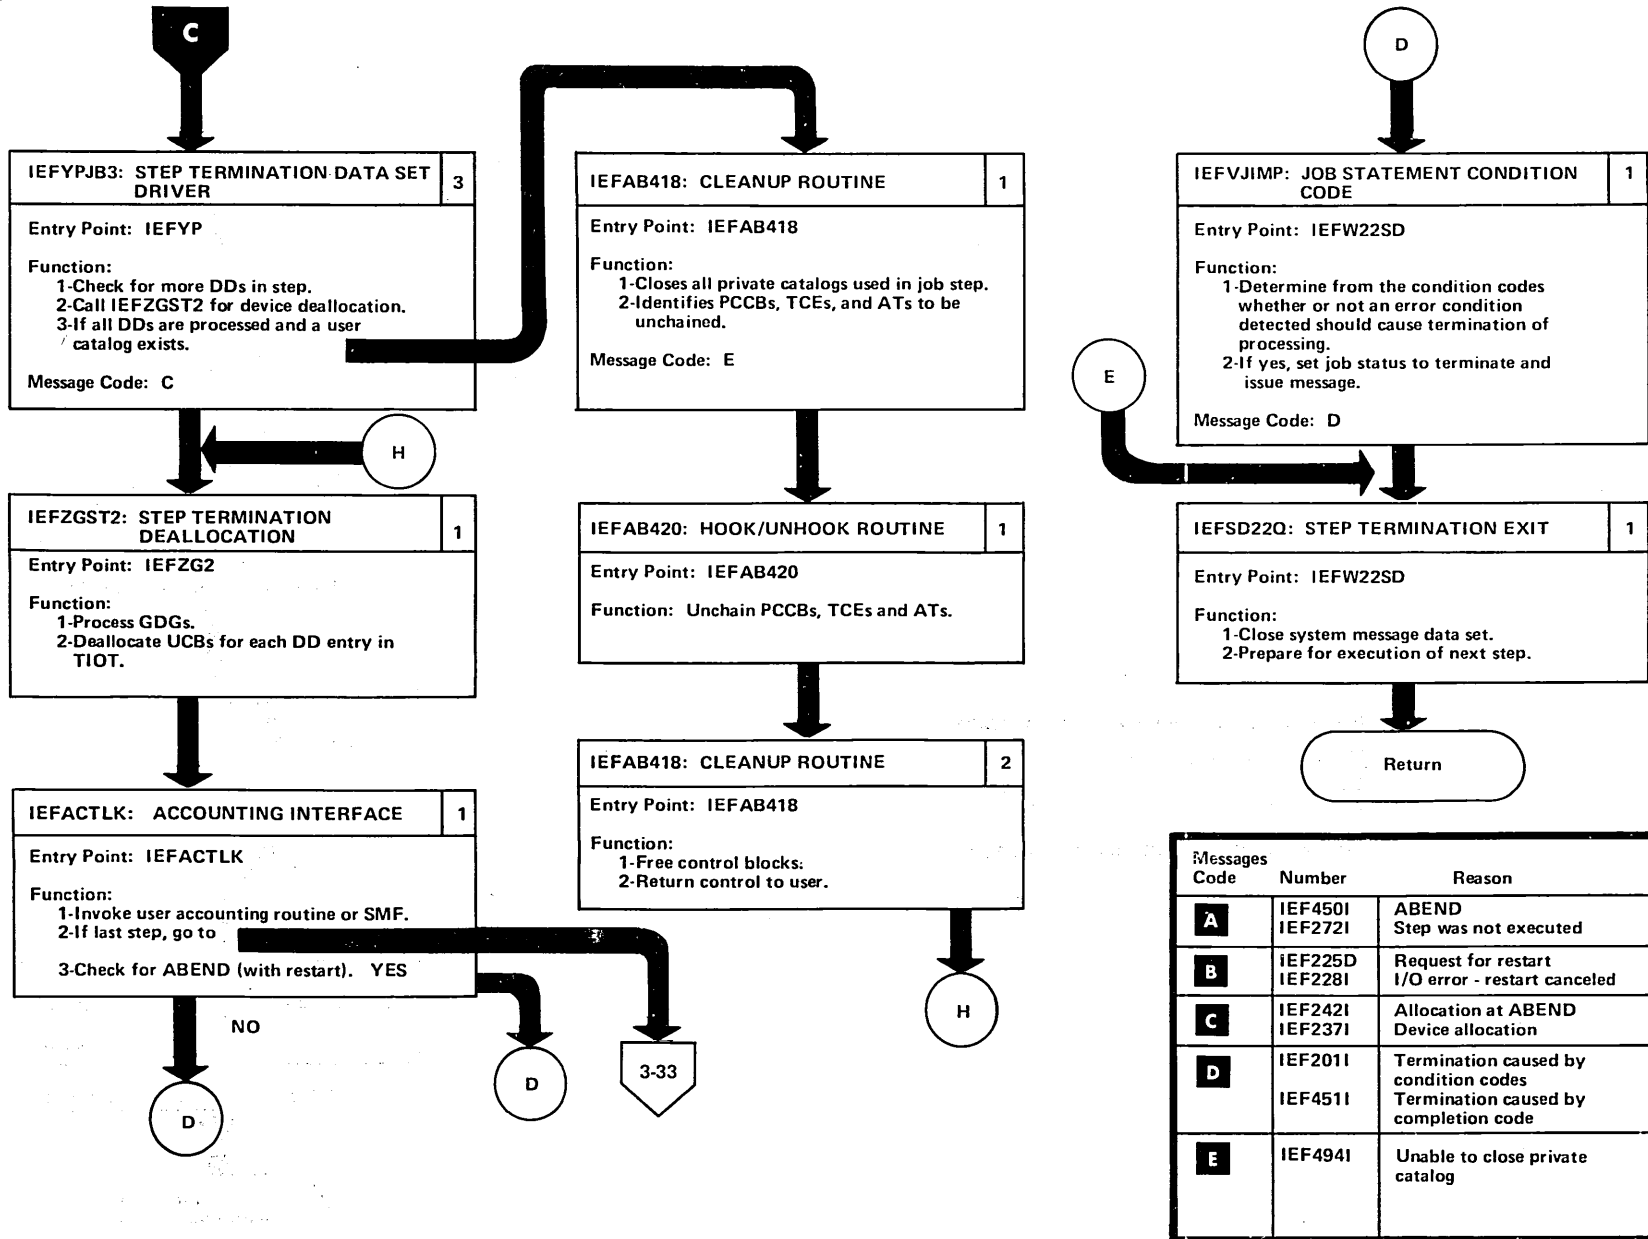 C
IEFYPJB3: STEP TERMINATION DATA SET
DRIVER
3
Entry Point: IEFYP
Function:
1-Check for more DDs in step.
2-Call IEFZGST2 for device deallocation.
3-If all DDs are processed and a user
catalog exists.
Message Code: C
H
IEFZGST2: STEP TERMINATION
DEALLOCATION
1
Entry Point: IEFZG2
Function:
1-Process GDGs.
2-Deallocate UCBs for each DD entry in
TIOT.
IEFACTLK: ACCOUNTING INTERFACE
1
Entry Point: IEFACTLK
Function:
1-Invoke user accounting routine or SMF.
2-If last step, go to
3-Check for ABEND (with restart). YES
NO
D
D
3-33
IEFAB418: CLEANUP ROUTINE
1
Entry Point: IEFAB418
Function:
1-Closes all private catalogs used in job step.
2-Identifies PCCBs, TCEs, and ATs to be
unchained.
Message Code: E
IEFAB420: HOOK/UNHOOK ROUTINE
1
Entry Point: IEFAB420
Function: Unchain PCCBs, TCEs and ATs.
IEFAB418: CLEANUP ROUTINE
2
Entry Point: IEFAB418
Function:
1-Free control blocks.
2-Return control to user.
H
D
IEFVJIMP: JOB STATEMENT CONDITION
CODE
1
Entry Point: IEFW22SD
Function:
1-Determine from the condition codes
whether or not an error condition
detected should cause termination of
processing.
2-If yes, set job status to terminate and
issue message.
Message Code: D
E
IEFSD22Q: STEP TERMINATION EXIT
1
Entry Point: IEFW22SD
Function:
1-Close system message data set.
2-Prepare for execution of next step.
Return
Messages
Code Number Reason
A IEF450I ABEND
IEF272I Step was not executed
B IEF225D Request for restart
IEF228I I/O error - restart canceled
C IEF242I Allocation at ABEND
IEF237I Device allocation
D IEF201I Termination caused by
condition codes
IEF451I Termination caused by
completion code
E IEF494I Unable to close private
catalog